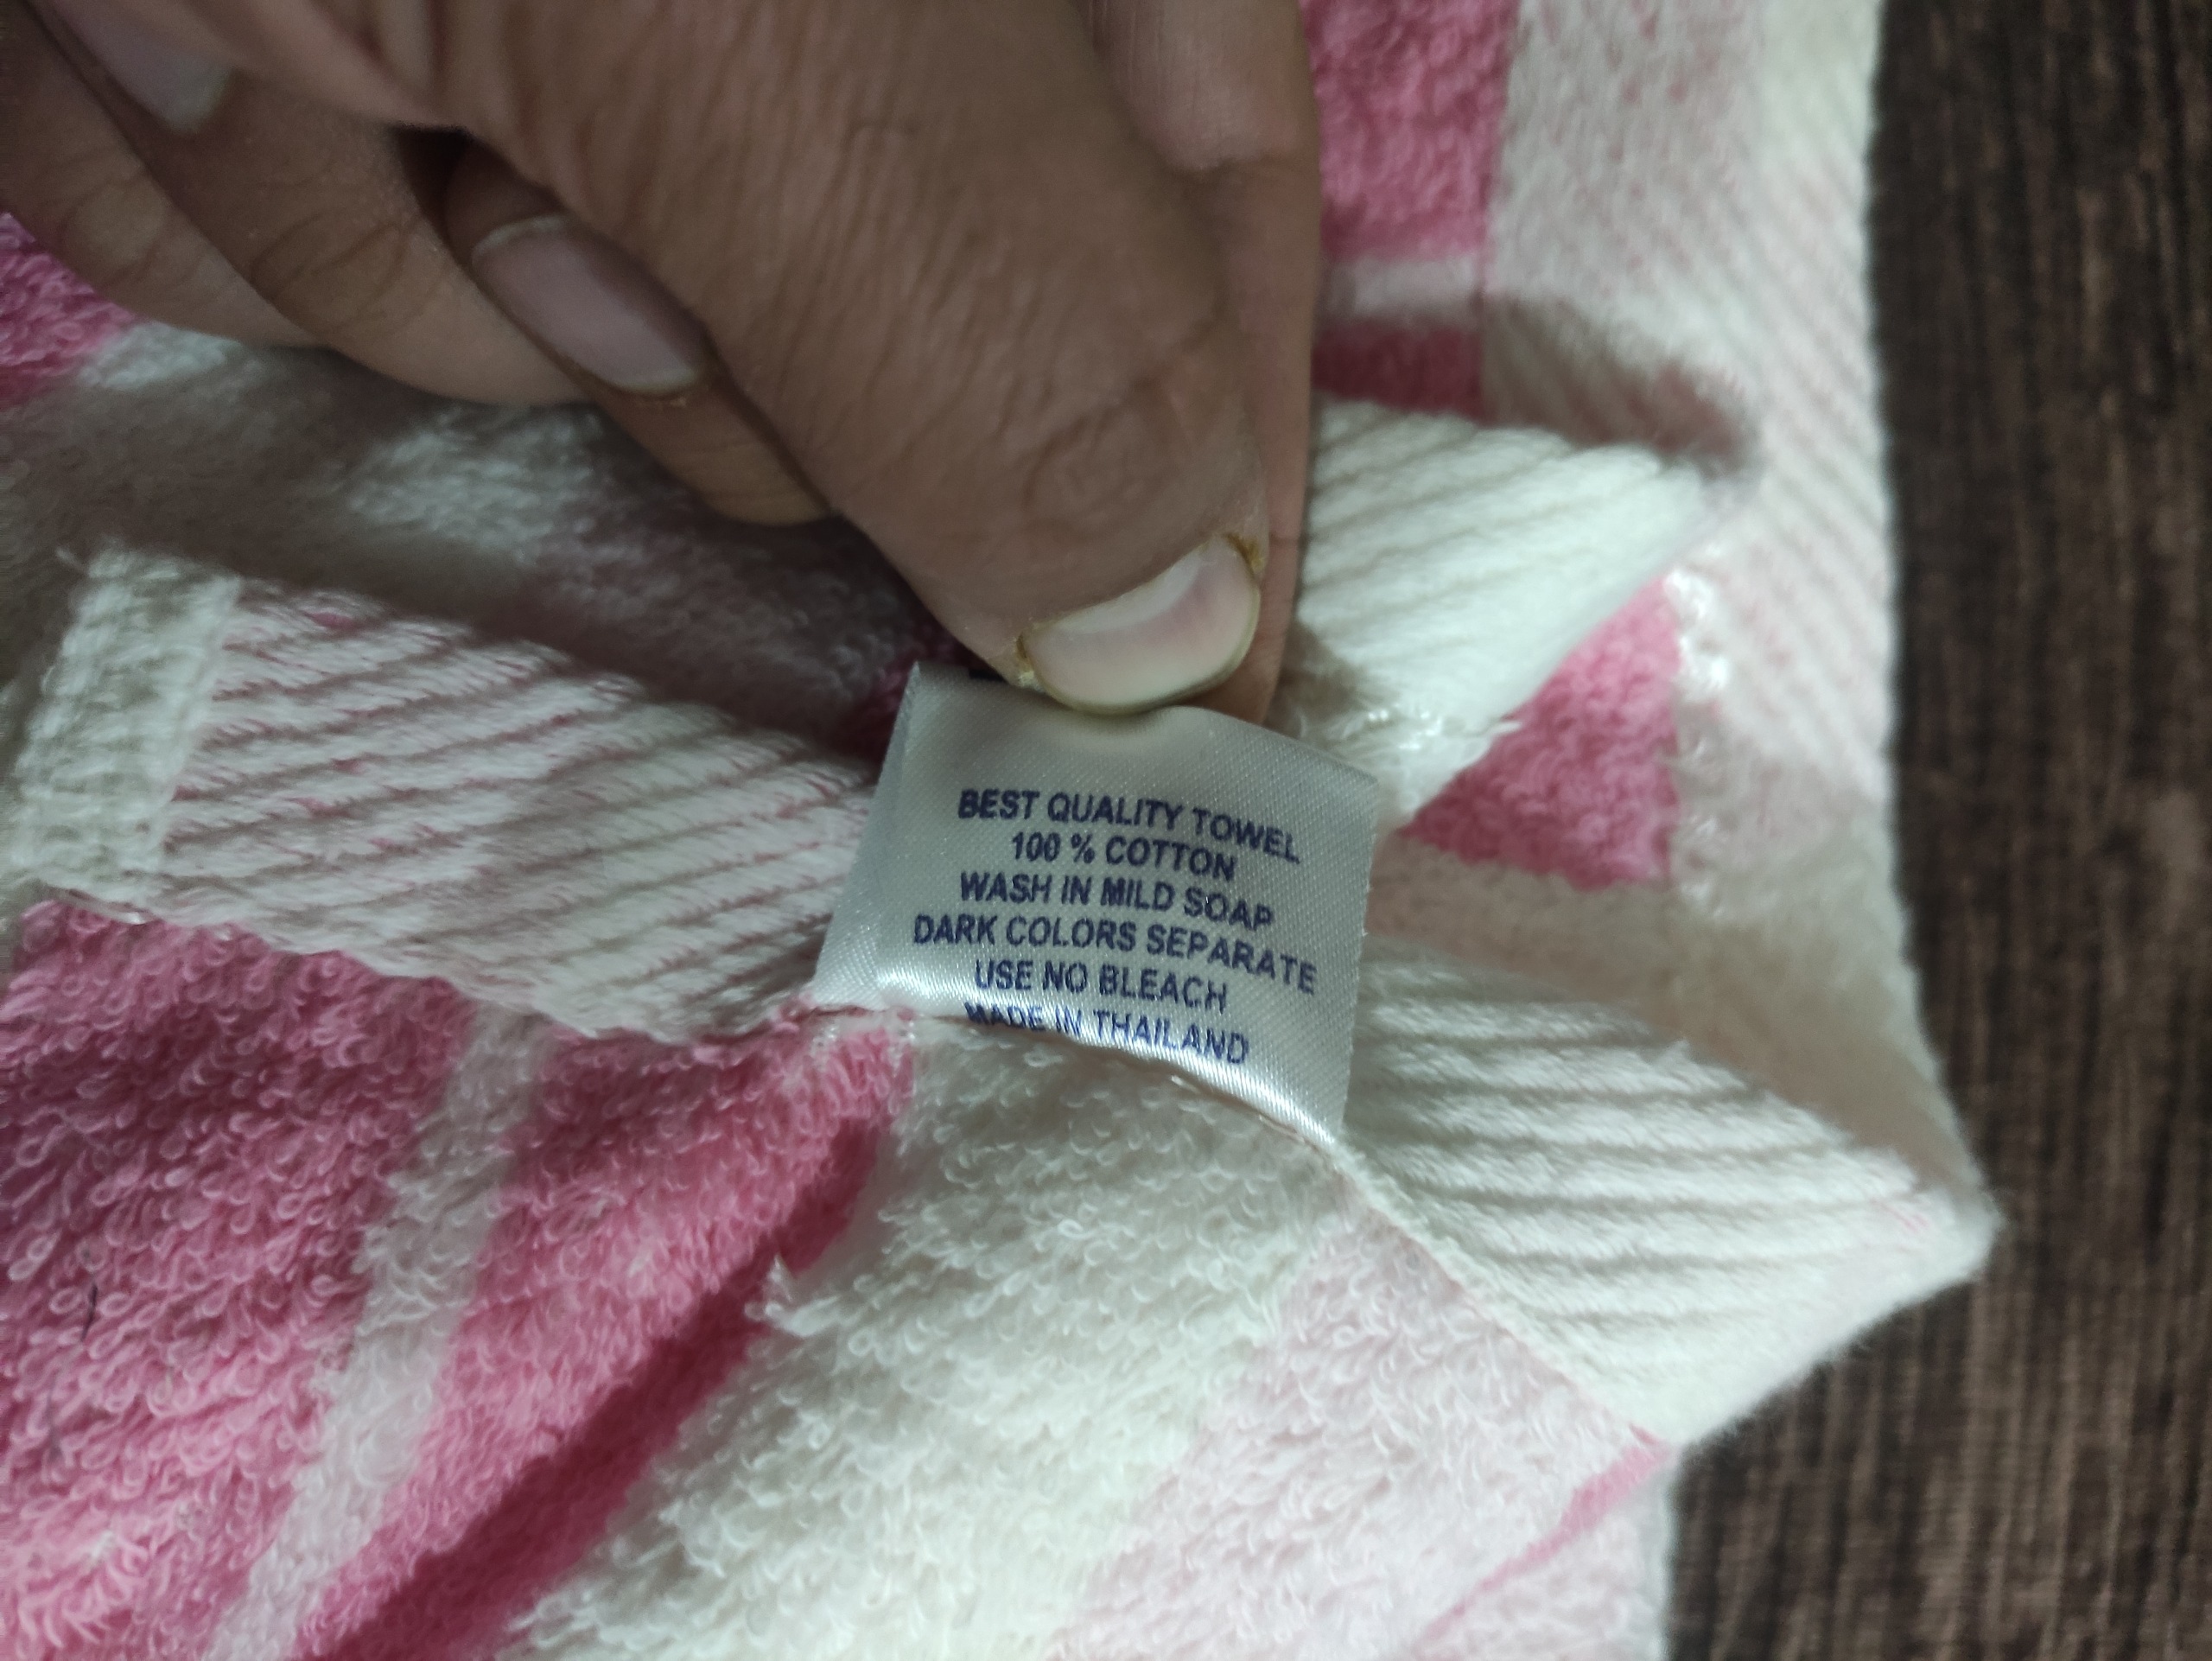 BEST QUALITY TOWEL
100 % COTTON
WASH IN MILD SOAP
DARK COLORS SEPARATE
USE NO BLEACH
MADE IN THAILAND